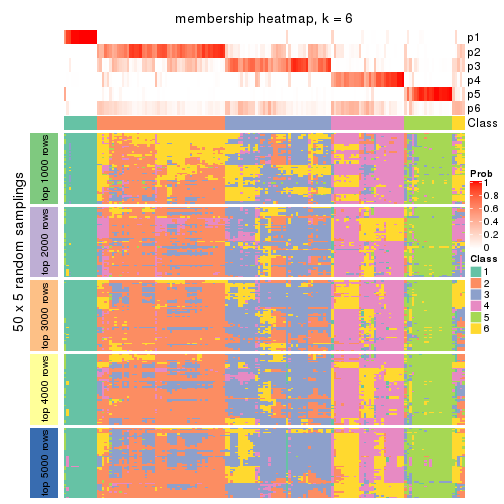 membership heatmap, k = 6
p1
p2
p3
p4
p5
p6
Class
50 x 5 random samplings
top 1000 rows
top 2000 rows
top 3000 rows
top 4000 rows
top 5000 rows
Prob
1
0.8
0.6
0.4
0.2
0
Class
1
2
3
4
5
6